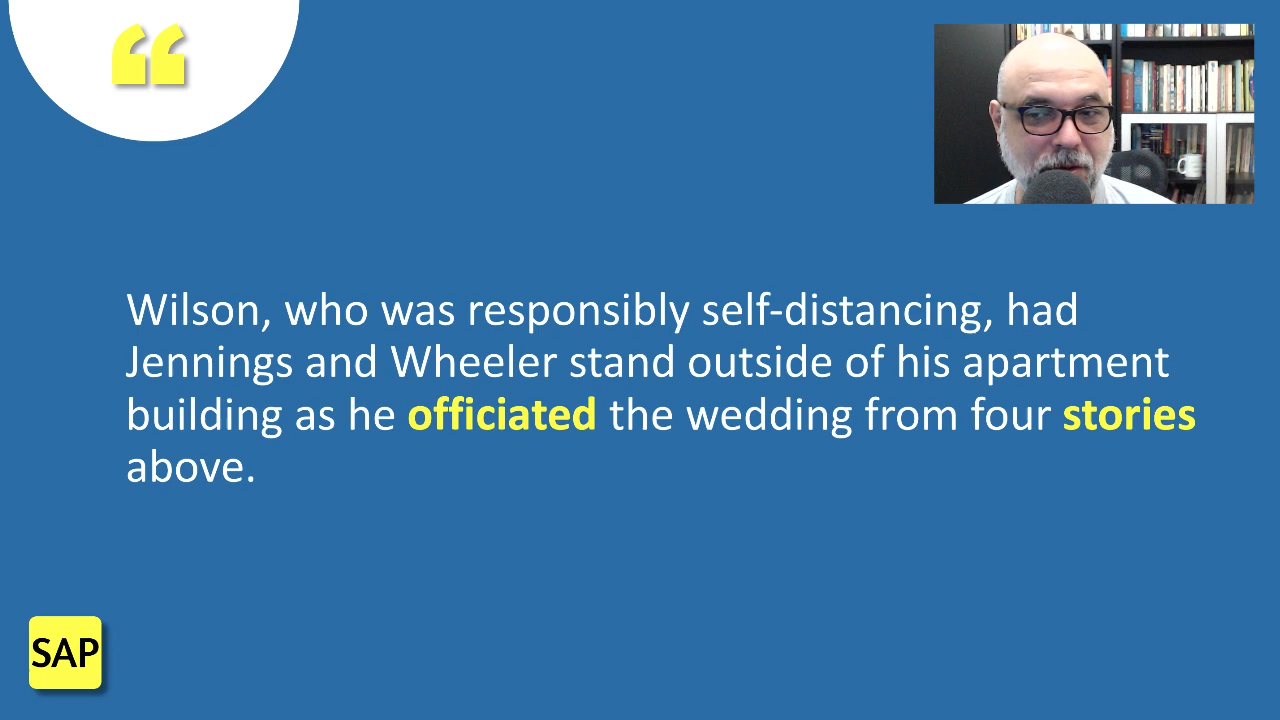 “
Wilson, who was responsibly self-distancing, had
Jennings and Wheeler stand outside of his apartment
building as he officiated the wedding from four stories
above.
SAP